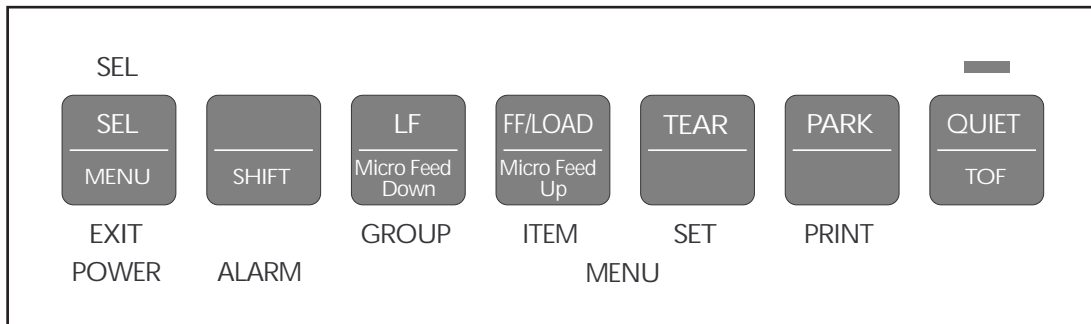 SEL
SEL LF FF/LOAD TEAR PARK QUIET
MENU SHIFT Micro Feed Down Micro Feed Up TOF
EXIT GROUP ITEM SET PRINT
POWER ALARM MENU